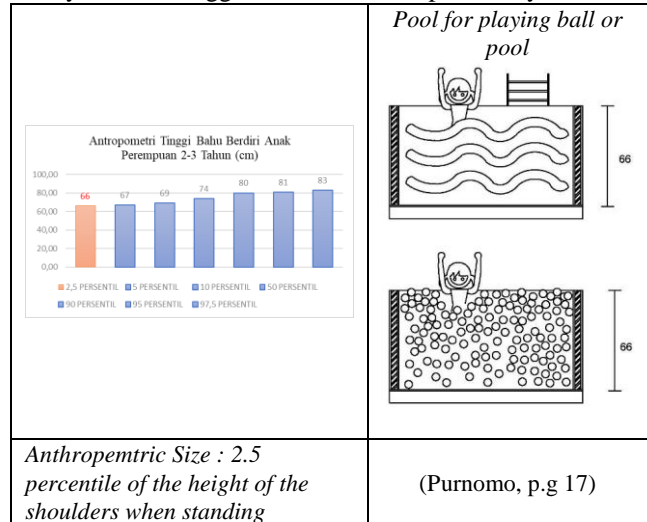 Pool for playing ball or
pool
Antropometri Tinggi Bahu Berdiri Anak
Perempuan 2-3 Tahun (cm)
100,00
80,00
60,00
40,00
20,00
0,00
66
67
69
74
80
81
83
2,5 PERSENTIL
5 PERSENTIL
10 PERSENTIL
50 PERSENTIL
90 PERSENTIL
95 PERSENTIL
97,5 PERSENTIL
66
66
Anthropemtric Size : 2.5
percentile of the height of the
shoulders when standing
(Purnomo, p.g 17)